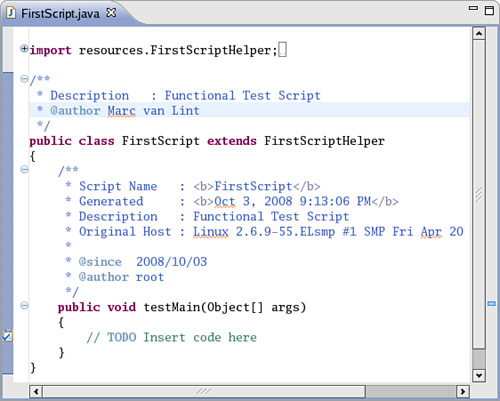 FirstScript.java
import resources.FirstScriptHelper;
/**
 * Description   : Functional Test Script
 * @author Marc van Lint
 */
public class FirstScript extends FirstScriptHelper
{
    /**
     * Script Name   : <b>FirstScript</b>
     * Generated     : <b>Oct 3, 2008 9:13:06 PM</b>
     * Description   : Functional Test Script
     * Original Host : Linux 2.6.9-55.ELsmp #1 SMP Fri Apr 20
     *
     * @since  2008/10/03
     * @author root
     */
    public void testMain(Object[] args)
    {
        // TODO Insert code here
    }
}